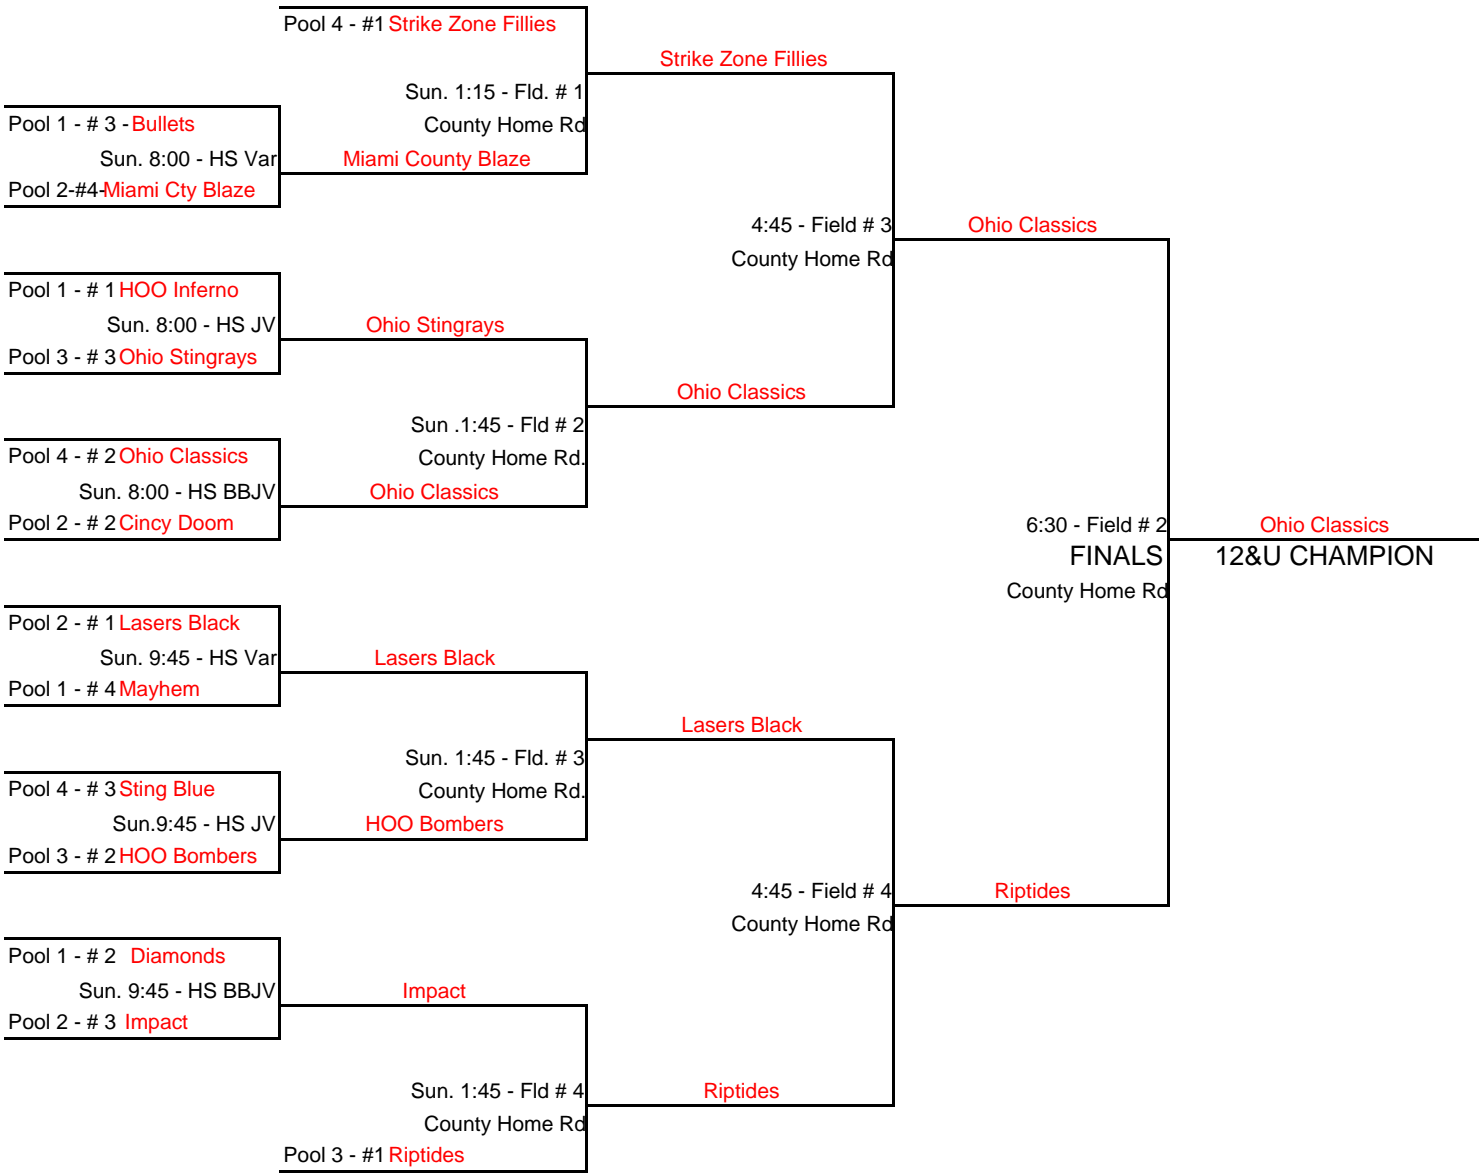 Pool 4 - #1 Strike Zone Fillies
Strike Zone Fillies
Sun. 1:15 - Fld. # 1
County Home Rd
Pool 1 - # 3 - Bullets
Sun. 8:00 - HS Var
Miami County Blaze
Pool 2-#4-Miami Cty Blaze
4:45 - Field # 3
County Home Rd
Ohio Classics
Pool 1 - # 1 HOO Inferno
Sun. 8:00 - HS JV
Ohio Stingrays
Pool 3 - # 3 Ohio Stingrays
Ohio Classics
Sun .1:45 - Fld # 2
County Home Rd.
Pool 4 - # 2 Ohio Classics
Sun. 8:00 - HS BBJV
Ohio Classics
Pool 2 - # 2 Cincy Doom
6:30 - Field # 2
FINALS
County Home Rd
Ohio Classics
12&U CHAMPION
Pool 2 - # 1 Lasers Black
Sun. 9:45 - HS Var
Lasers Black
Pool 1 - # 4 Mayhem
Lasers Black
Sun. 1:45 - Fld. # 3
County Home Rd.
Pool 4 - # 3 Sting Blue
Sun.9:45 - HS JV
HOO Bombers
Pool 3 - # 2 HOO Bombers
4:45 - Field # 4
County Home Rd
Riptides
Pool 1 - # 2 Diamonds
Sun. 9:45 - HS BBJV
Impact
Pool 2 - # 3 Impact
Sun. 1:45 - Fld # 4
County Home Rd
Riptides
Pool 3 - #1 Riptides